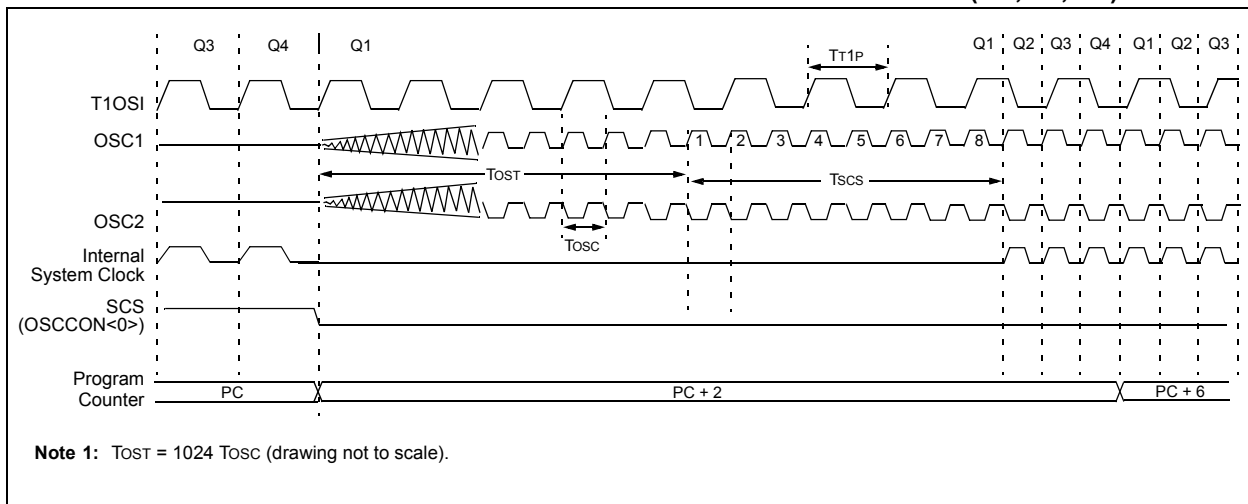 Q3 Q4 Q1 Q1 Q2 Q3 Q4 Q1 Q2 Q3
TT1P
T1OSI
OSC1
1 2 3 4 5 6 7 8
TOST
TSCS
OSC2
TOSC
Internal
System Clock
SCS
(OSCCON<0>)
Program
Counter
PC PC + 2 PC + 6
Note 1: TOST = 1024 TOSC (drawing not to scale).